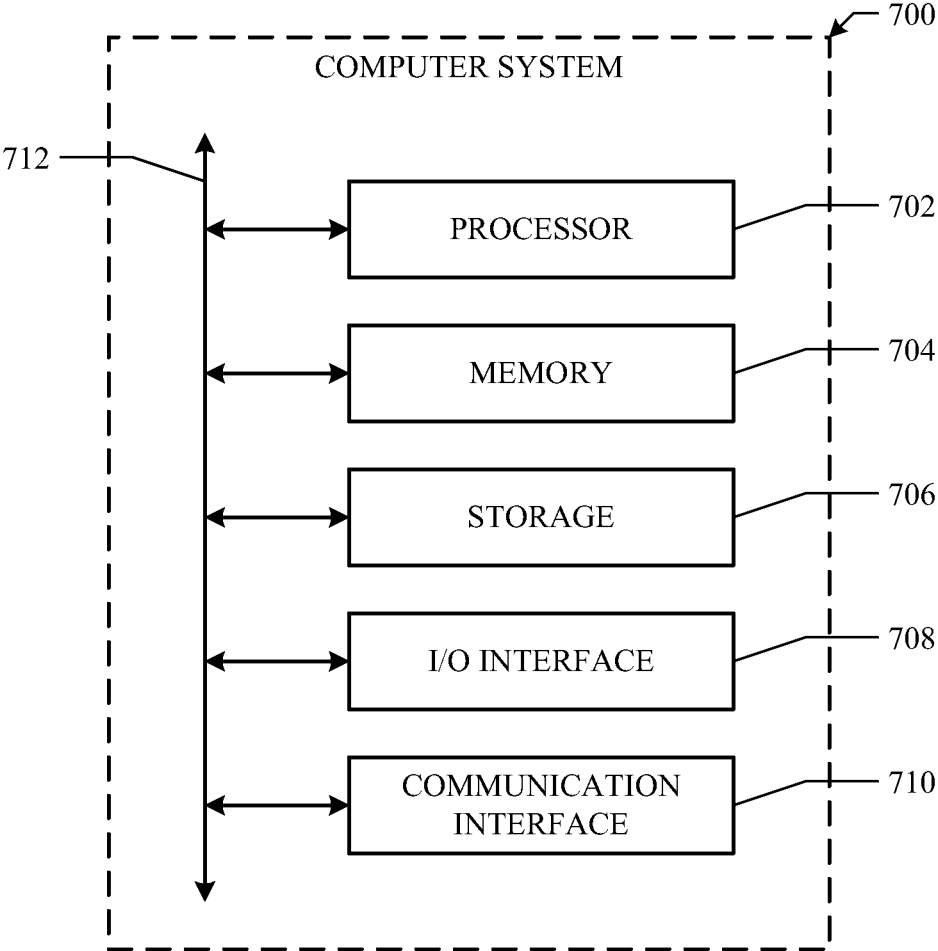 700
COMPUTER SYSTEM
712
PROCESSOR
702
MEMORY
704
STORAGE
706
I/O INTERFACE
708
COMMUNICATION
INTERFACE
710